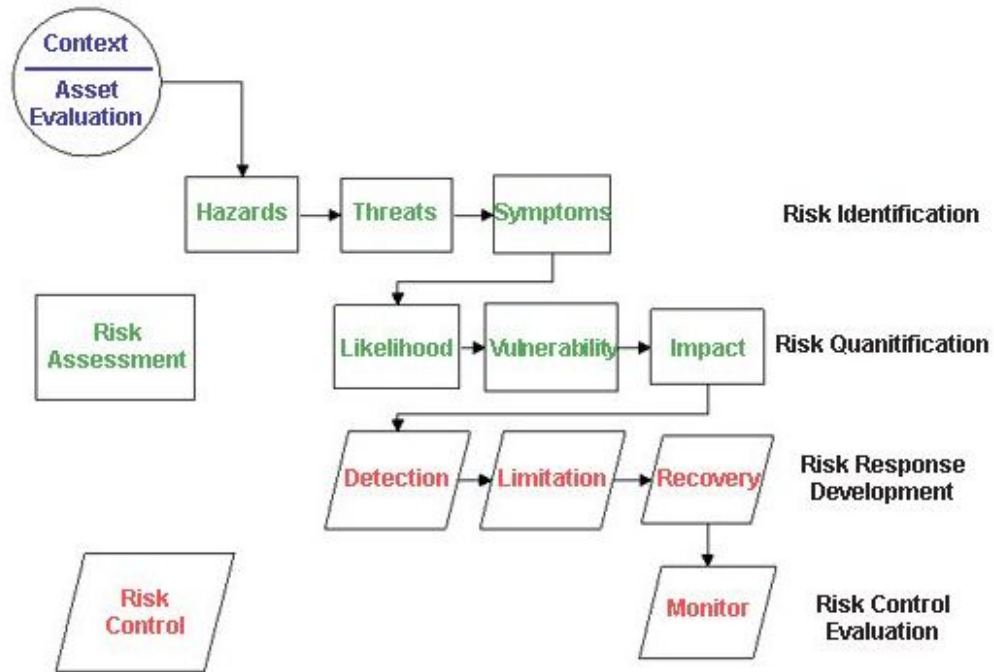 Context
Asset
Evaluation
Hazards
Threats
Symptoms
Risk Identification
Risk
Assessment
Likelihood
Vulnerability
Impact
Risk Quanitification
Detection
Limitation
Recovery
Risk Response
Development
Risk
Control
Monitor
Risk Control
Evaluation